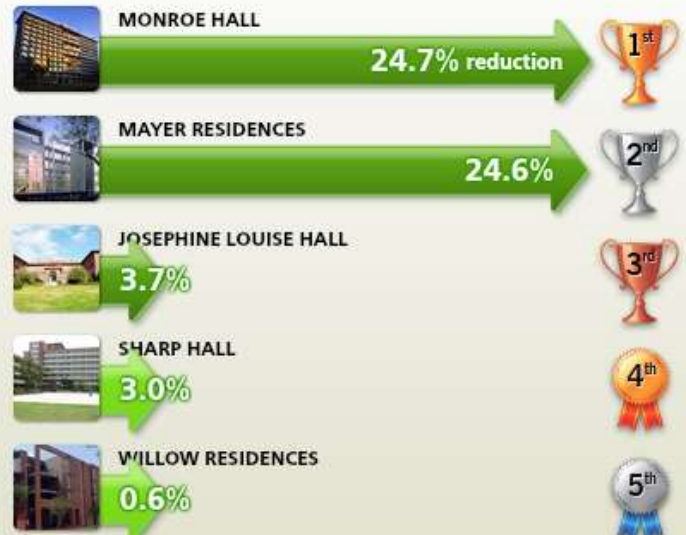 MONROE HALL
24.7% reduction
1st
MAYER RESIDENCES
24.6%
2nd
JOSEPHINE LOUISE HALL
3.7%
3rd
SHARP HALL
3.0%
4th
WILLOW RESIDENCES
0.6%
5th